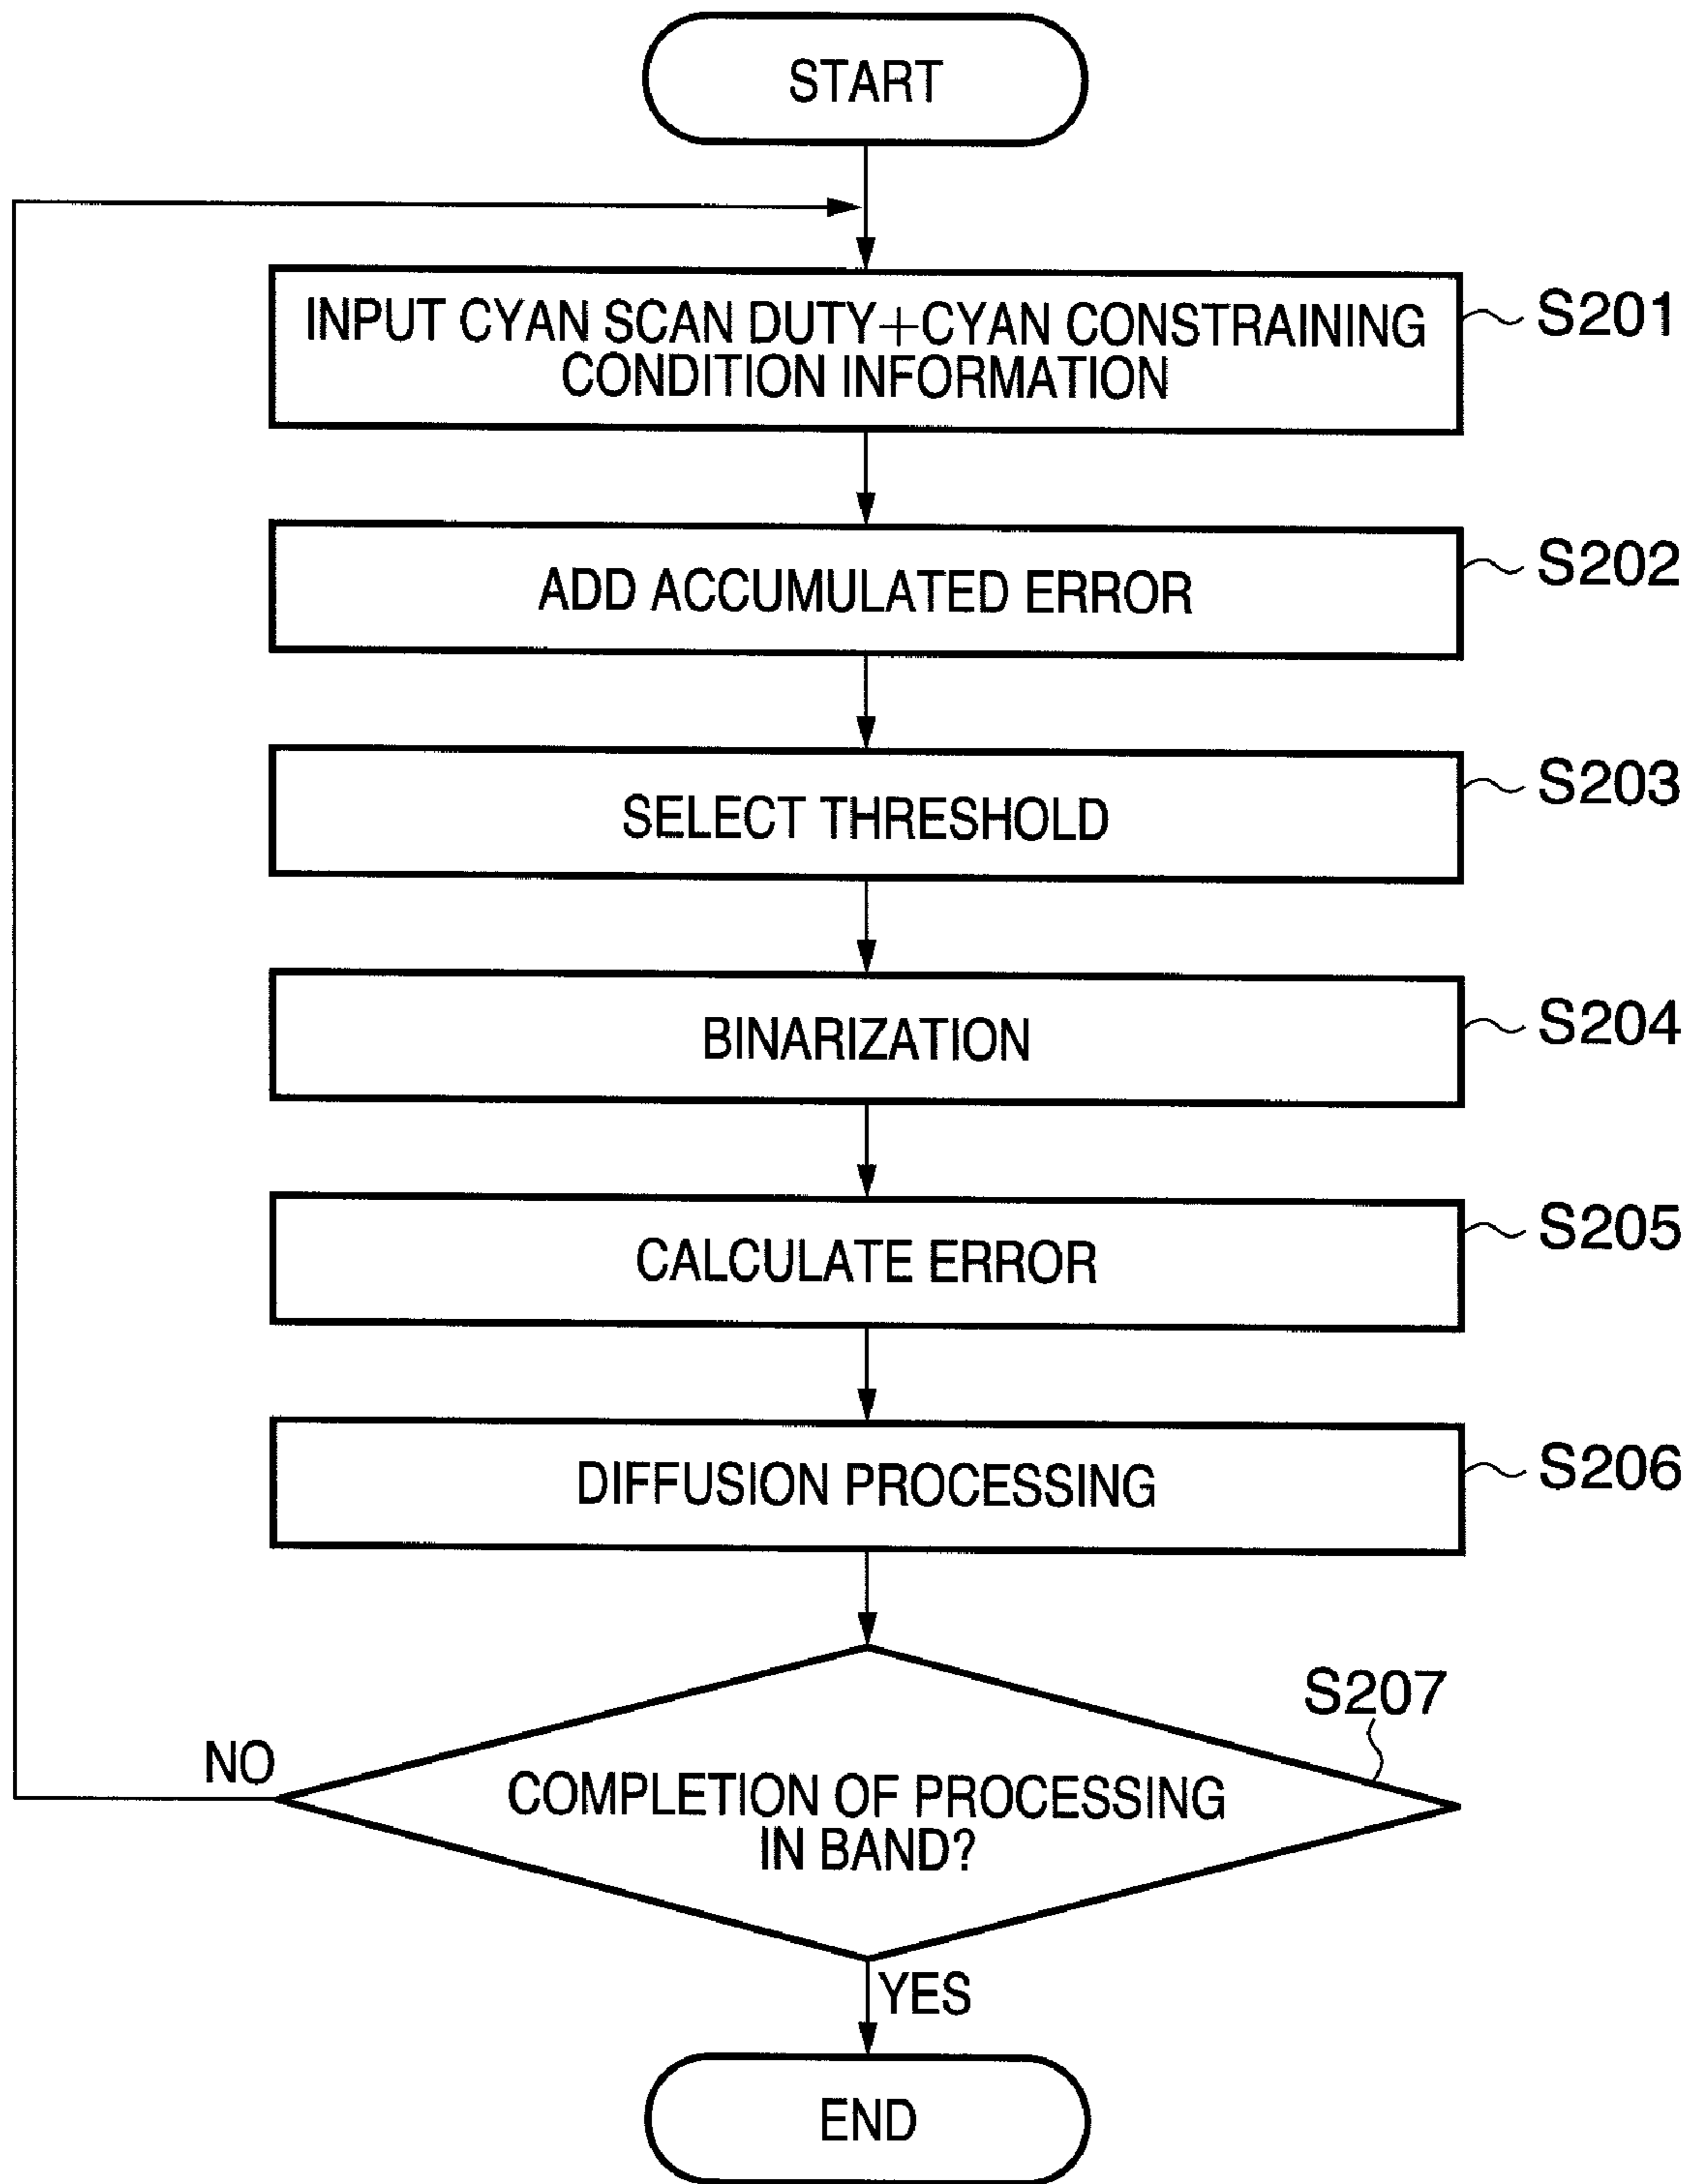 START
INPUT CYAN SCAN DUTY+CYAN CONSTRAINING
CONDITION INFORMATION
S201
ADD ACCUMULATED ERROR
S202
SELECT THRESHOLD
S203
BINARIZATION
S204
CALCULATE ERROR
S205
DIFFUSION PROCESSING
S206
S207
NO
COMPLETION OF PROCESSING
IN BAND?
YES
END